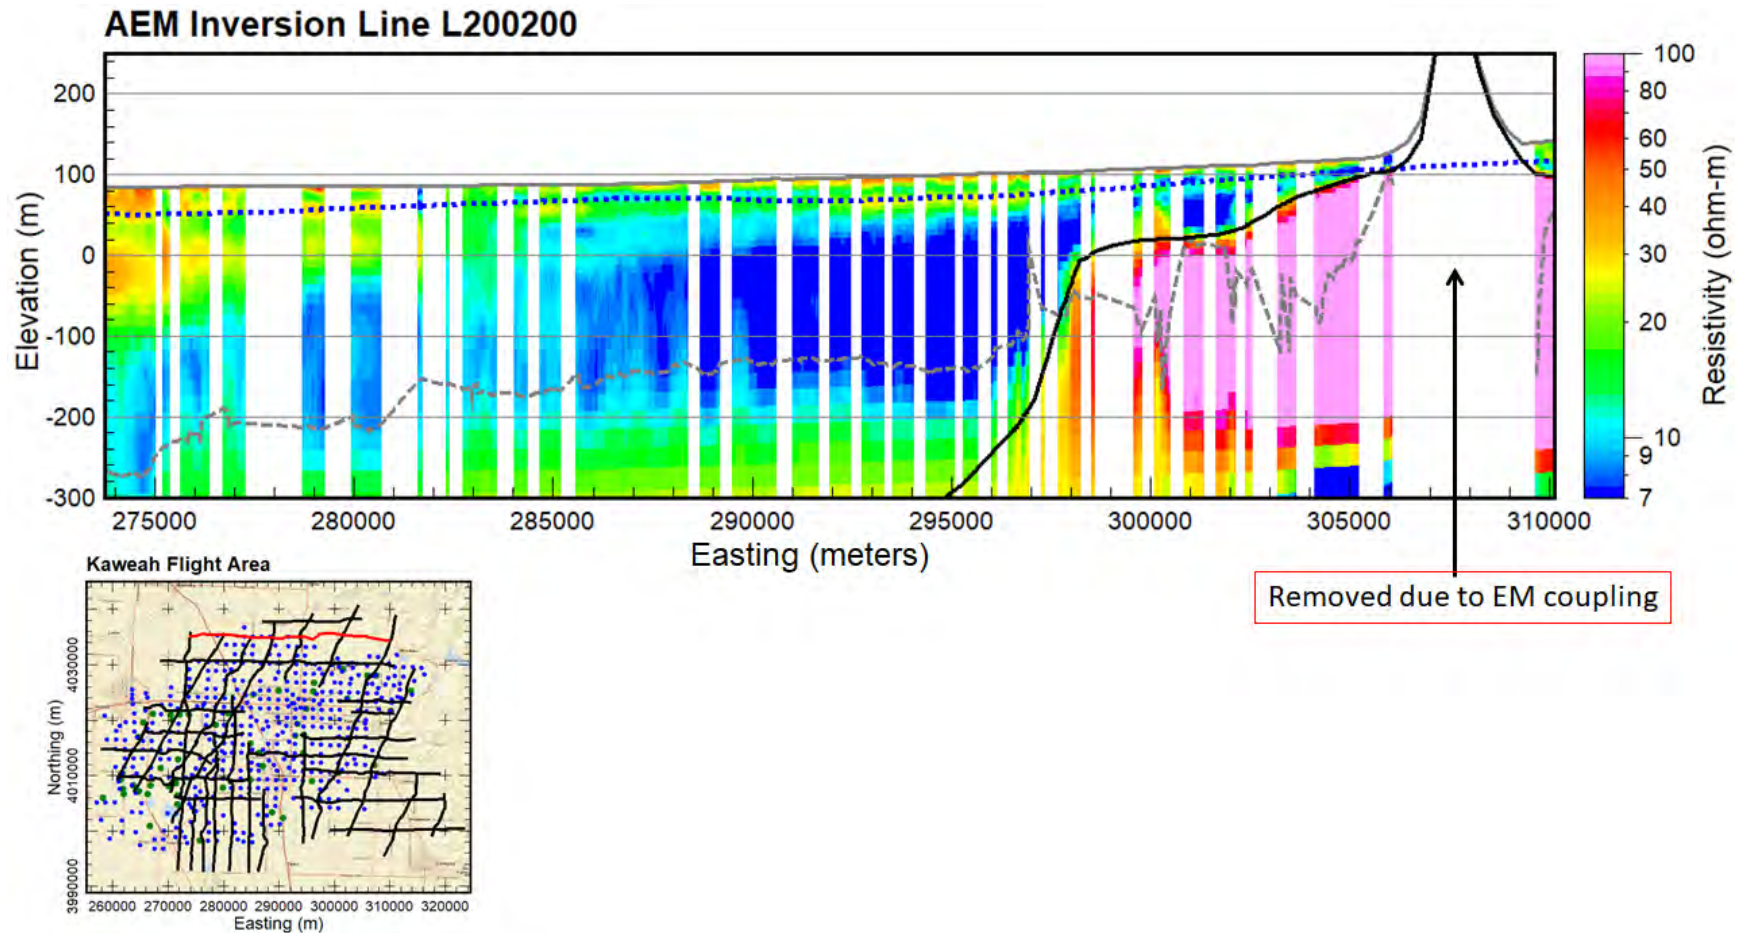 AEM Inversion Line L200200
200
100
0
-100
-200
-300
Elevation (m)
275000 280000 285000 290000 295000 300000 305000 310000
Easting (meters)
100
80
60
50
40
30
20
10
9
8
7
Resistivity (ohm-m)
Removed due to EM coupling
Kaweah Flight Area
4030000
4010000
3990000
Northing (m)
260000 270000 280000 290000 300000 310000 320000
Easting (m)